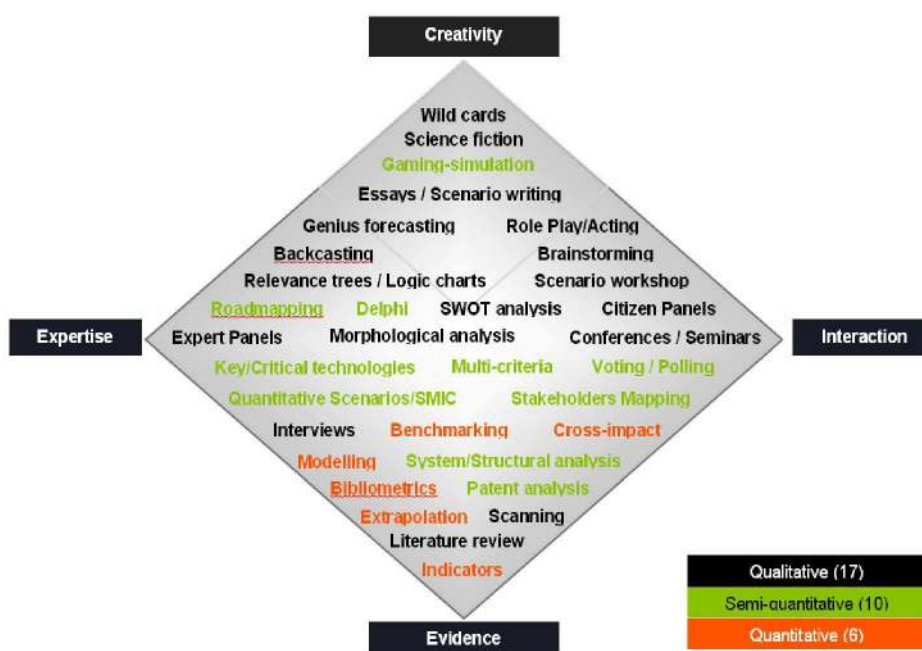 Creativity
Wild cards
Science fiction
Gaming-simulation
Essays / Scenario writing
Genius forecasting Role Play/Acting
Backcasting Brainstorming
Relevance trees / Logic charts Scenario workshop
Roadmapping Delphi SWOT analysis Citizen Panels
Expertise Expert Panels Morphological analysis Conferences / Seminars Interaction
Key/Critical technologies Multi-criteria Voting / Polling
Quantitative Scenarios/SMIC Stakeholders Mapping
Interviews Benchmarking Cross-impact
Modelling System/Structural analysis
Bibliometrics Patent analysis
Extrapolation Scanning
Literature review
Indicators
Qualitative (17)
Semi-quantitative (10)
Quantitative (6)
Evidence